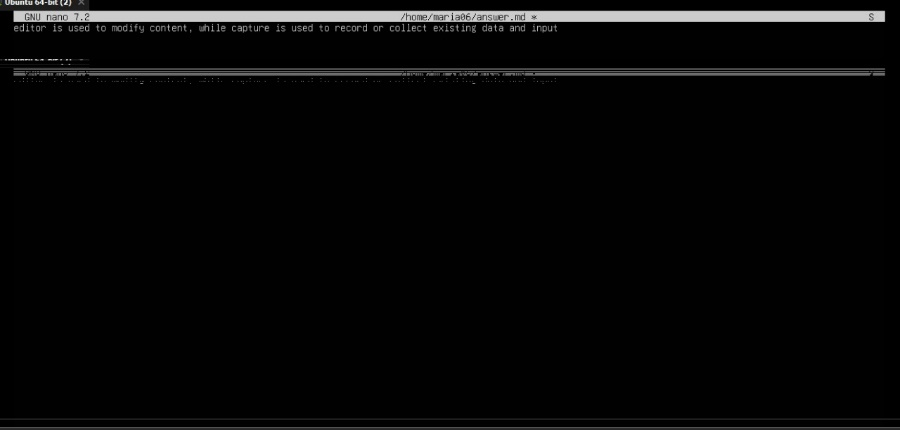 Ubuntu 64-bit (2) ×
GNU nano 7.2 /home/maria06/answer.md * S
editor is used to modify content, while capture is used to record or collect existing data and input